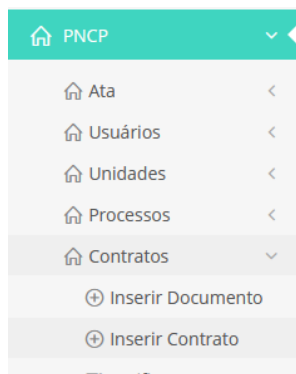 PNCP
Ata
Usuários
Unidades
Processos
Contratos
Inserir Documento
Inserir Contrato